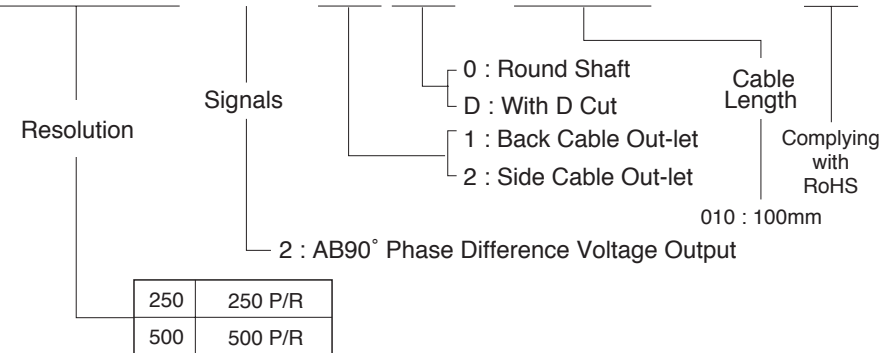 0 : Round Shaft
D : With D Cut
Cable
Length
Signals
Resolution
1 : Back Cable Out-let
2 : Side Cable Out-let
Complying
with
RoHS
010 : 100mm
2 : AB90˚ Phase Difference Voltage Output
250 250 P/R
500 500 P/R